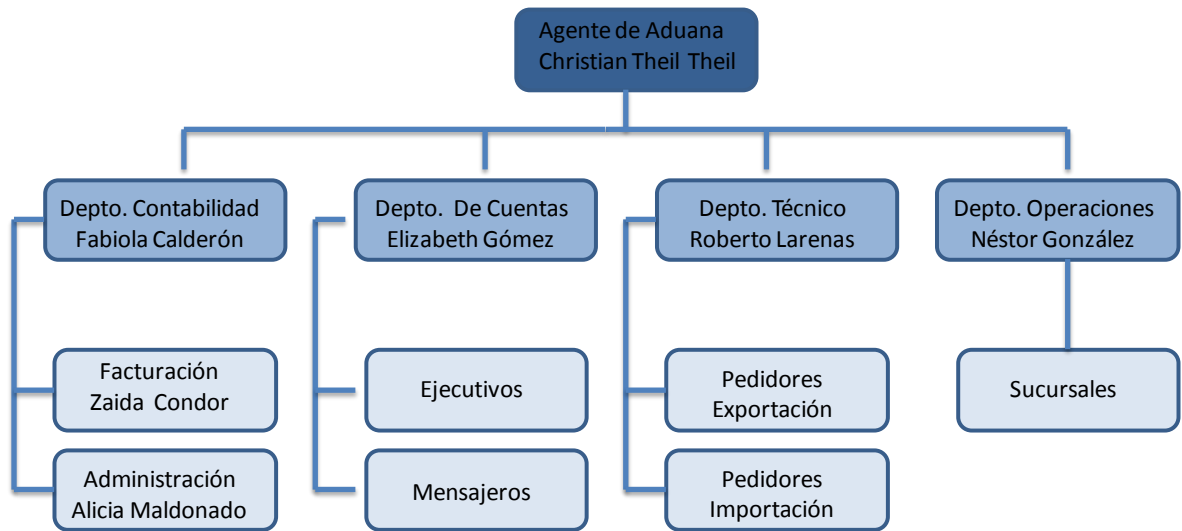 Agente de Aduana
Christian Theil Theil
Depto. Contabilidad
Fabiola Calderón
Depto. De Cuentas
Elizabeth Gómez
Depto. Técnico
Roberto Larenas
Depto. Operaciones
Néstor González
Facturación
Zaida Condor
Ejecutivos
Pedidores
Exportación
Sucursales
Administración
Alicia Maldonado
Mensajeros
Pedidores
Importación